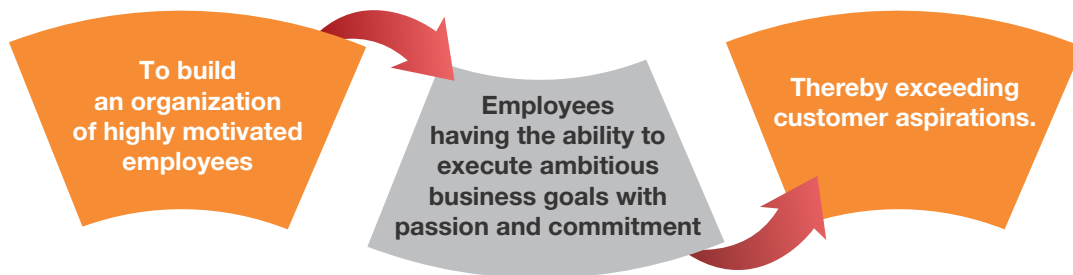 To build
an organization
of highly motivated
employees
Employees
having the ability to
execute ambitious
business goals with
passion and commitment
Thereby exceeding
customer aspirations.